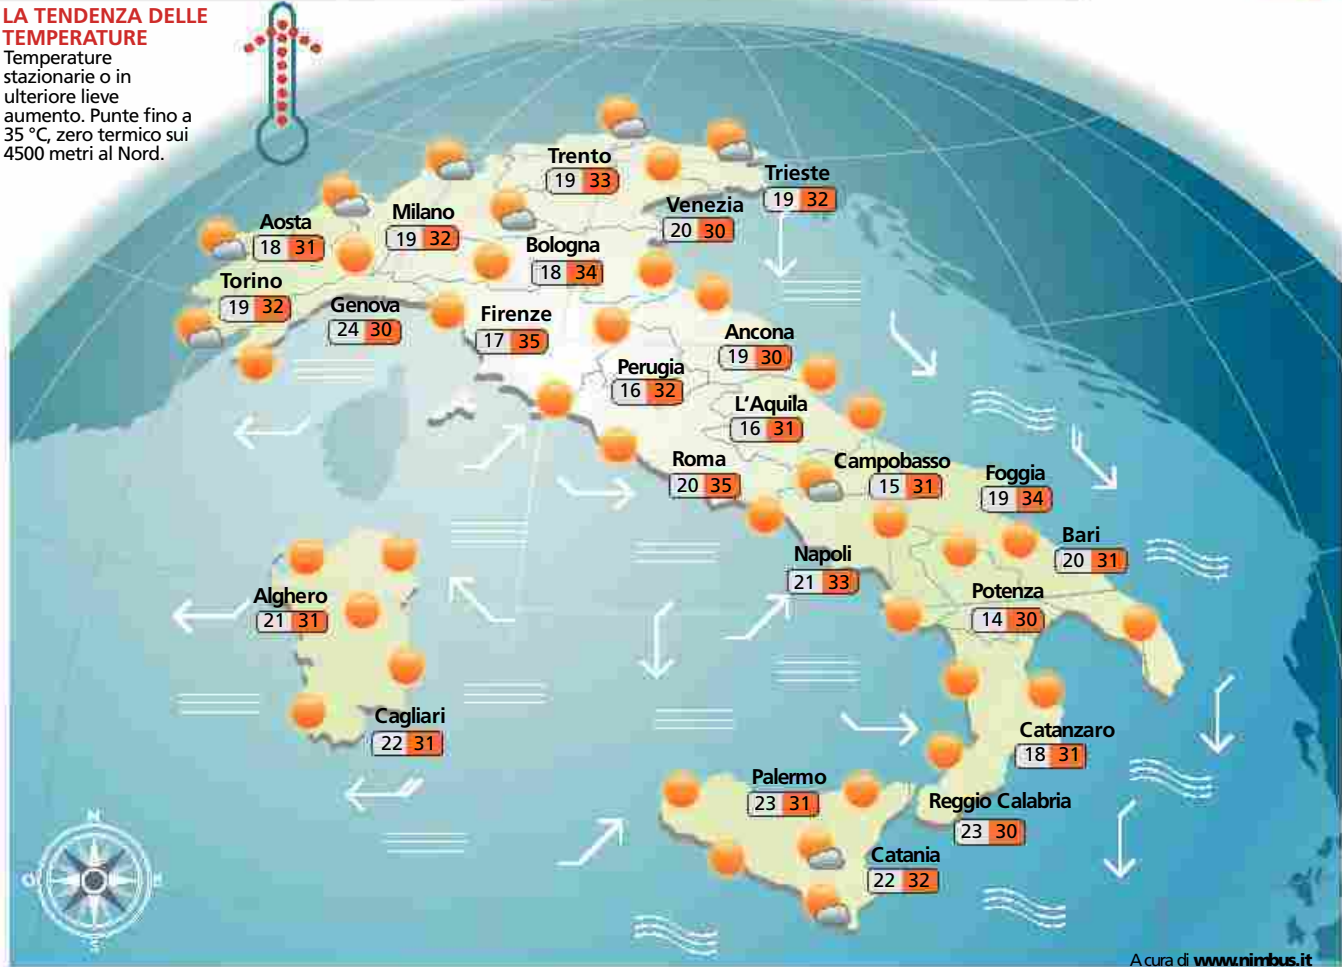 LA TENDENZA DELLE
TEMPERATURE
Temperature
stazionarie o in
ulteriore lieve
aumento. Punte fino a
35 °C, zero termico sui
4500 metri al Nord.
Trento
19 33
Trieste
19 32
Venezia
20 30
Milano
19 32
Aosta
18 31
Bologna
18 34
Torino
19 32
Genova
24 30
Firenze
17 35
Ancona
19 30
Perugia
16 32
L'Aquila
16 31
Roma
20 35
Campobasso
15 31
Foggia
19 34
Bari
20 31
Napoli
21 33
Potenza
14 30
Alghero
21 31
Cagliari
22 31
Catanzaro
18 31
Palermo
23 31
Reggio Calabria
23 30
Catania
22 32
N
O E
S
A cura di www.nimbus.it